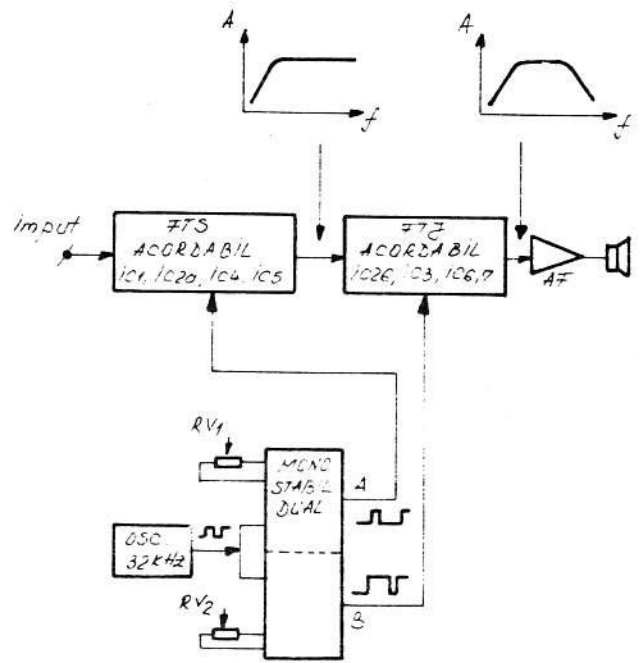 A
f
A
f
input
FTS
ACORDABIL
IC1, IC2a, IC4, IC5
FTJ
ACORDABIL
IC2b, IC3, IC6,7
AF
RV1
MONO
STABIL
DUAL
A
OSC.
32KHz
RV2
B